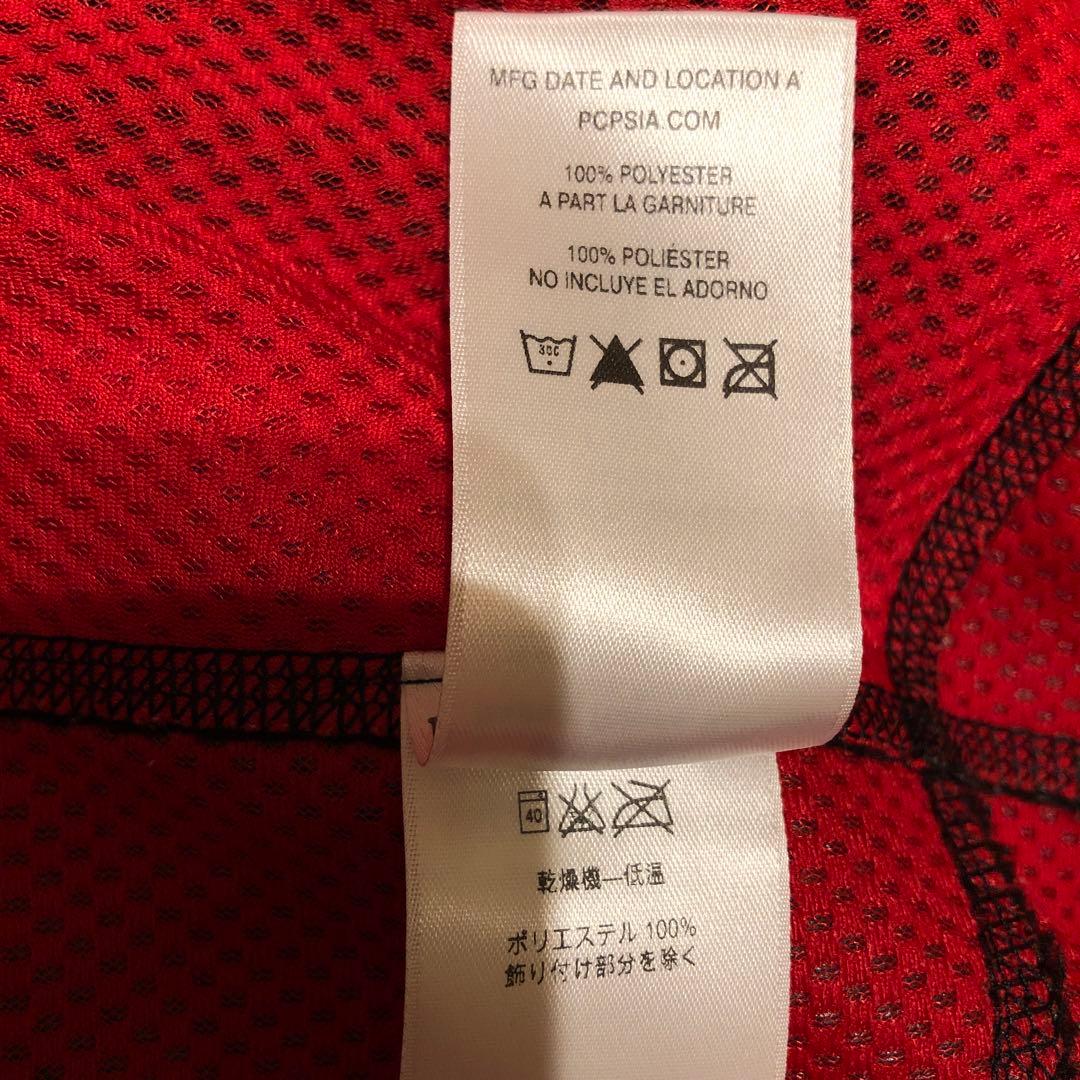 MFG DATE AND LOCATION A
PCPSIA.COM
100% POLYESTER
A PART LA GARNITURE
100% POLIÉSTER
NO INCLUYE EL ADORNO
30C
40
乾燥機—低温
ポリエステル 100%
飾り付け部分を除く